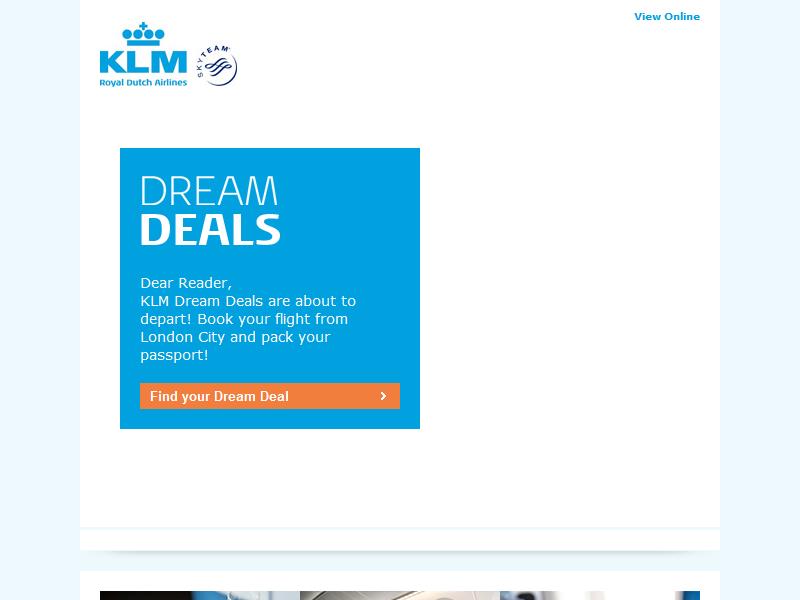 View Online
KLM
Royal Dutch Airlines
SKYTEAM
DREAM
DEALS
Dear Reader,
KLM Dream Deals are about to
depart! Book your flight from
London City and pack your
passport!
Find your Dream Deal